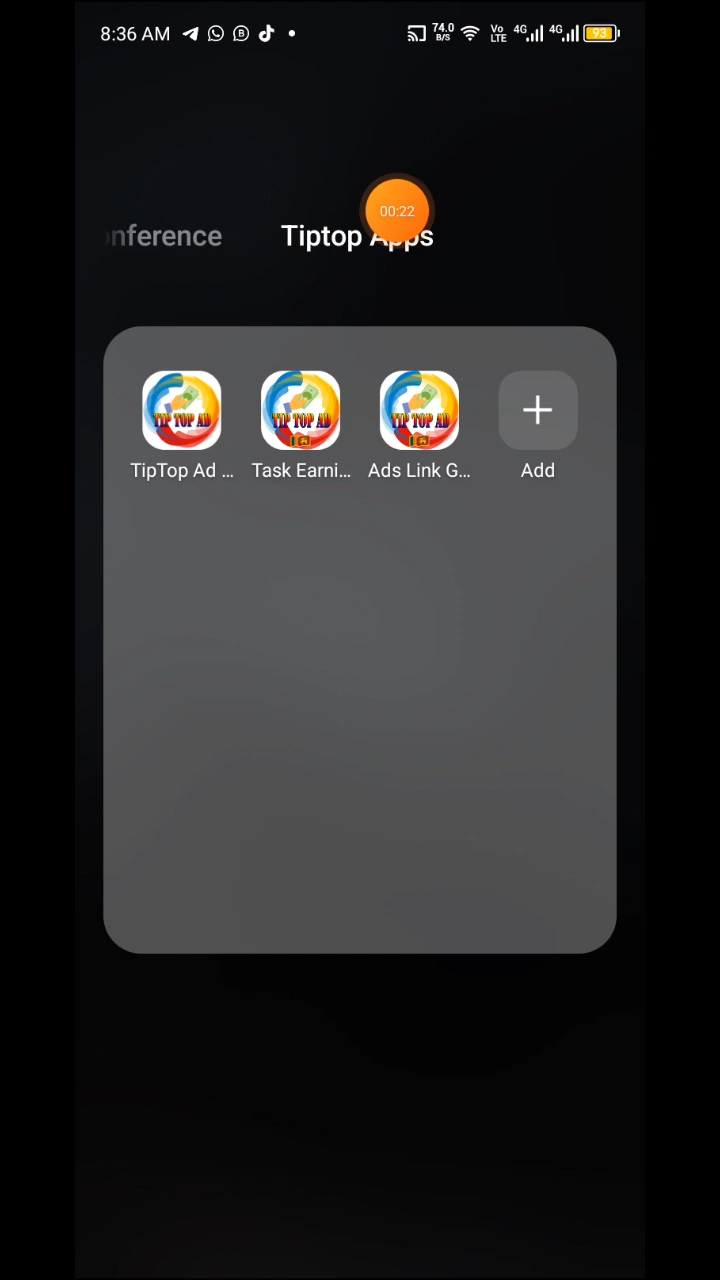 8:36 AM
74.0
B/S
Vo
LTE
4G
4G
93
00:22
onference
Tiptop Apps
TIP TOP AD
TIP TOP AD
TIP TOP AD
TipTop Ad ...
Task Earni...
Ads Link G...
Add